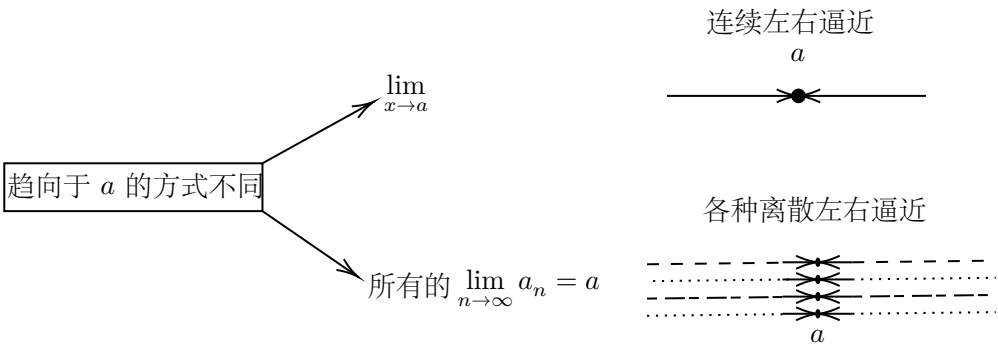 连续左右逼近
a
lim
x→a
趋向于 a 的方式不同
各种离散左右逼近
所有的 lim aₙ = a
n→∞
a